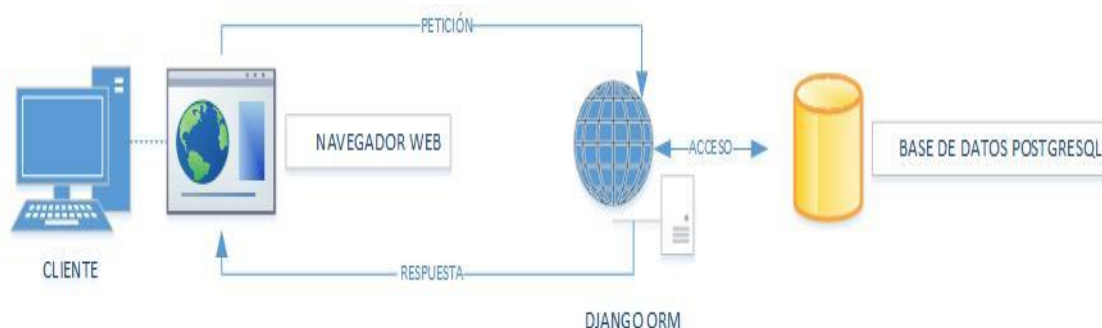 PETICIÓN
NAVEGADOR WEB
ACCESO
BASE DE DATOS POSTGRESQL
CLIENTE
RESPUESTA
DJANGO ORM